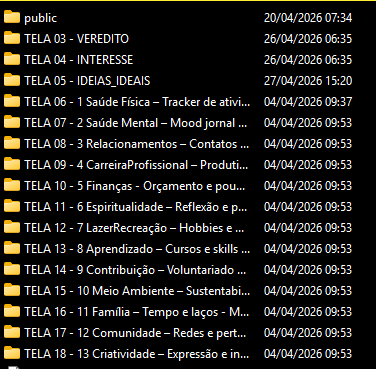 public 20/04/2026 07:34
TELA 03 - VEREDITO 26/04/2026 06:35
TELA 04 - INTERESSE 26/04/2026 06:35
TELA 05 - IDEIAS_IDEAIS 27/04/2026 15:20
TELA 06 - 1 Saúde Física – Tracker de ativi... 04/04/2026 09:37
TELA 07 - 2 Saúde Mental – Mood jornal ... 04/04/2026 09:53
TELA 08 - 3 Relacionamentos – Contatos ... 04/04/2026 09:53
TELA 09 - 4 CarreiraProfissional – Produti... 04/04/2026 09:53
TELA 10 - 5 Finanças - Orçamento e pou... 04/04/2026 09:53
TELA 11 - 6 Espiritualidade – Reflexão e p... 04/04/2026 09:53
TELA 12 - 7 LazerRecreação – Hobbies e ... 04/04/2026 09:53
TELA 13 - 8 Aprendizado – Cursos e skills ... 04/04/2026 09:53
TELA 14 - 9 Contribuição – Voluntariado ... 04/04/2026 09:53
TELA 15 - 10 Meio Ambiente – Sustentabi... 04/04/2026 09:53
TELA 16 - 11 Família – Tempo e laços - M... 04/04/2026 09:53
TELA 17 - 12 Comunidade – Redes e pert... 04/04/2026 09:53
TELA 18 - 13 Criatividade – Expressão e in... 04/04/2026 09:53